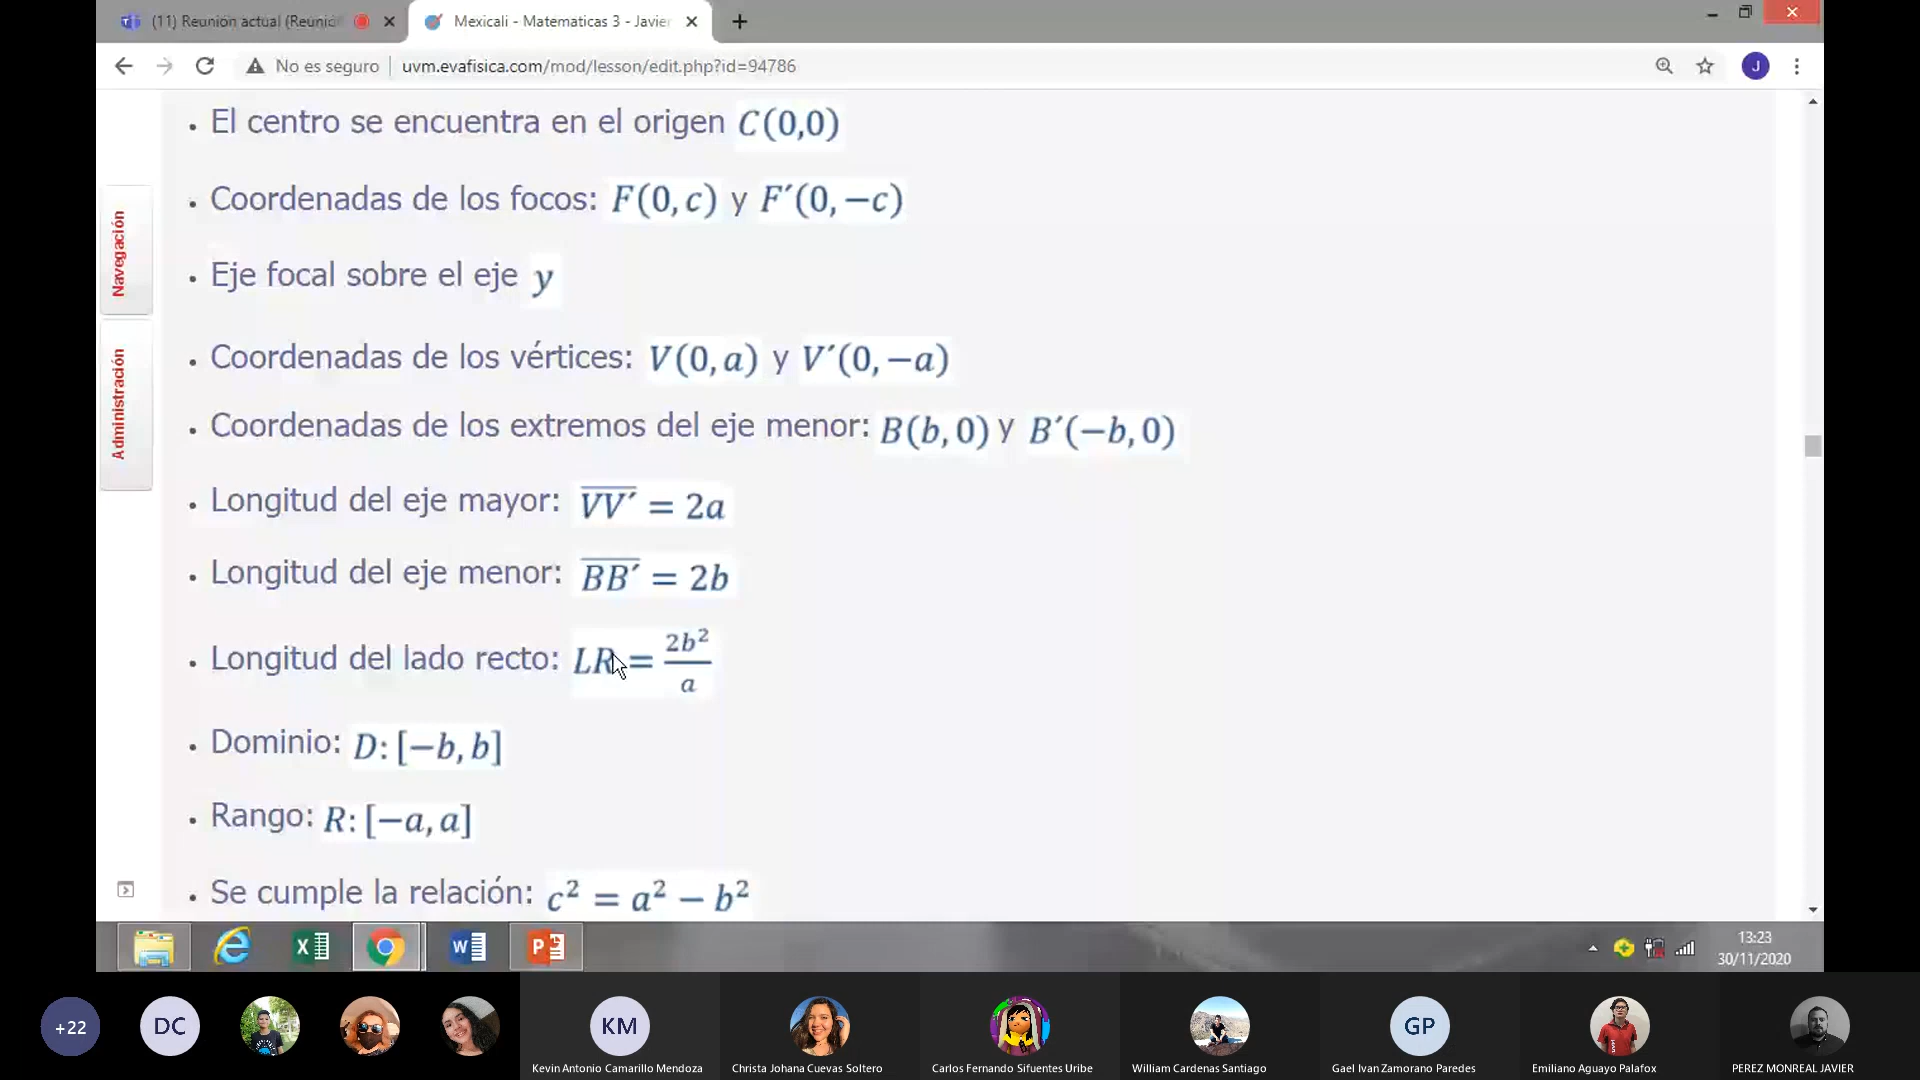 (11) Reunión actual (Reunió
Mexicali - Matematicas 3 - Javie
No es seguro
uvm.evafisica.com/mod/lesson/edit.php?id=94786
J
Navegación
Administración
• El centro se encuentra en el origen C(0,0)
• Coordenadas de los focos: F(0, c) y F´(0, −c)
• Eje focal sobre el eje y
• Coordenadas de los vértices: V(0, a) y V´(0, −a)
• Coordenadas de los extremos del eje menor: B(b, 0) y B´(−b, 0)
• Longitud del eje mayor: V̅V̅´̅ = 2a
• Longitud del eje menor: B̅B̅´̅ = 2b
• Longitud del lado recto: LR = 2b²/a
• Dominio: D: [−b, b]
• Rango: R: [−a, a]
• Se cumple la relación: c² = a² − b²
13:23
30/11/2020
+22
DC
KM
GP
Kevin Antonio Camarillo Mendoza
Christa Johana Cuevas Soltero
Carlos Fernando Sifuentes Uribe
William Cardenas Santiago
Gael Ivan Zamorano Paredes
Emiliano Aguayo Palafox
PEREZ MONREAL JAVIER